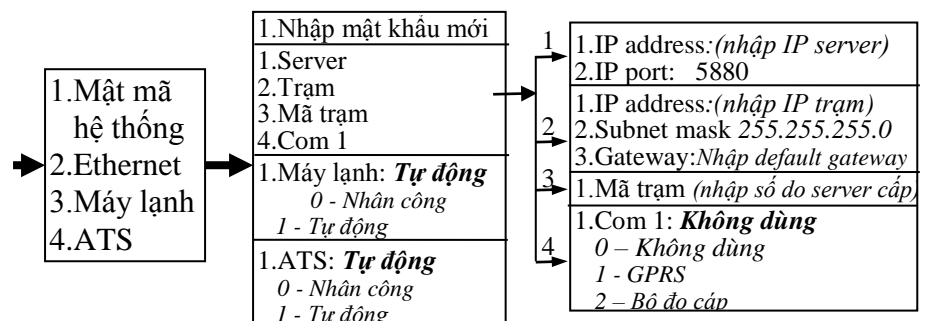 1.Mật mã
hệ thống
2.Ethernet
3.Máy lạnh
4.ATS
1.Nhập mật khẩu mới
1.Server
2.Trạm
3.Mã trạm
4.Com 1
1.Máy lạnh: Tự động
0 - Nhân công
1 - Tự động
1.ATS: Tự động
0 - Nhân công
1 - Tự động
1
1.IP address:(nhập IP server)
2.IP port: 5880
2
1.IP address:(nhập IP trạm)
2.Subnet mask 255.255.255.0
3.Gateway:Nhập default gateway
3
1.Mã trạm (nhập số do server cấp)
4
1.Com 1: Không dùng
0 – Không dùng
1 - GPRS
2 – Bộ đo cáp